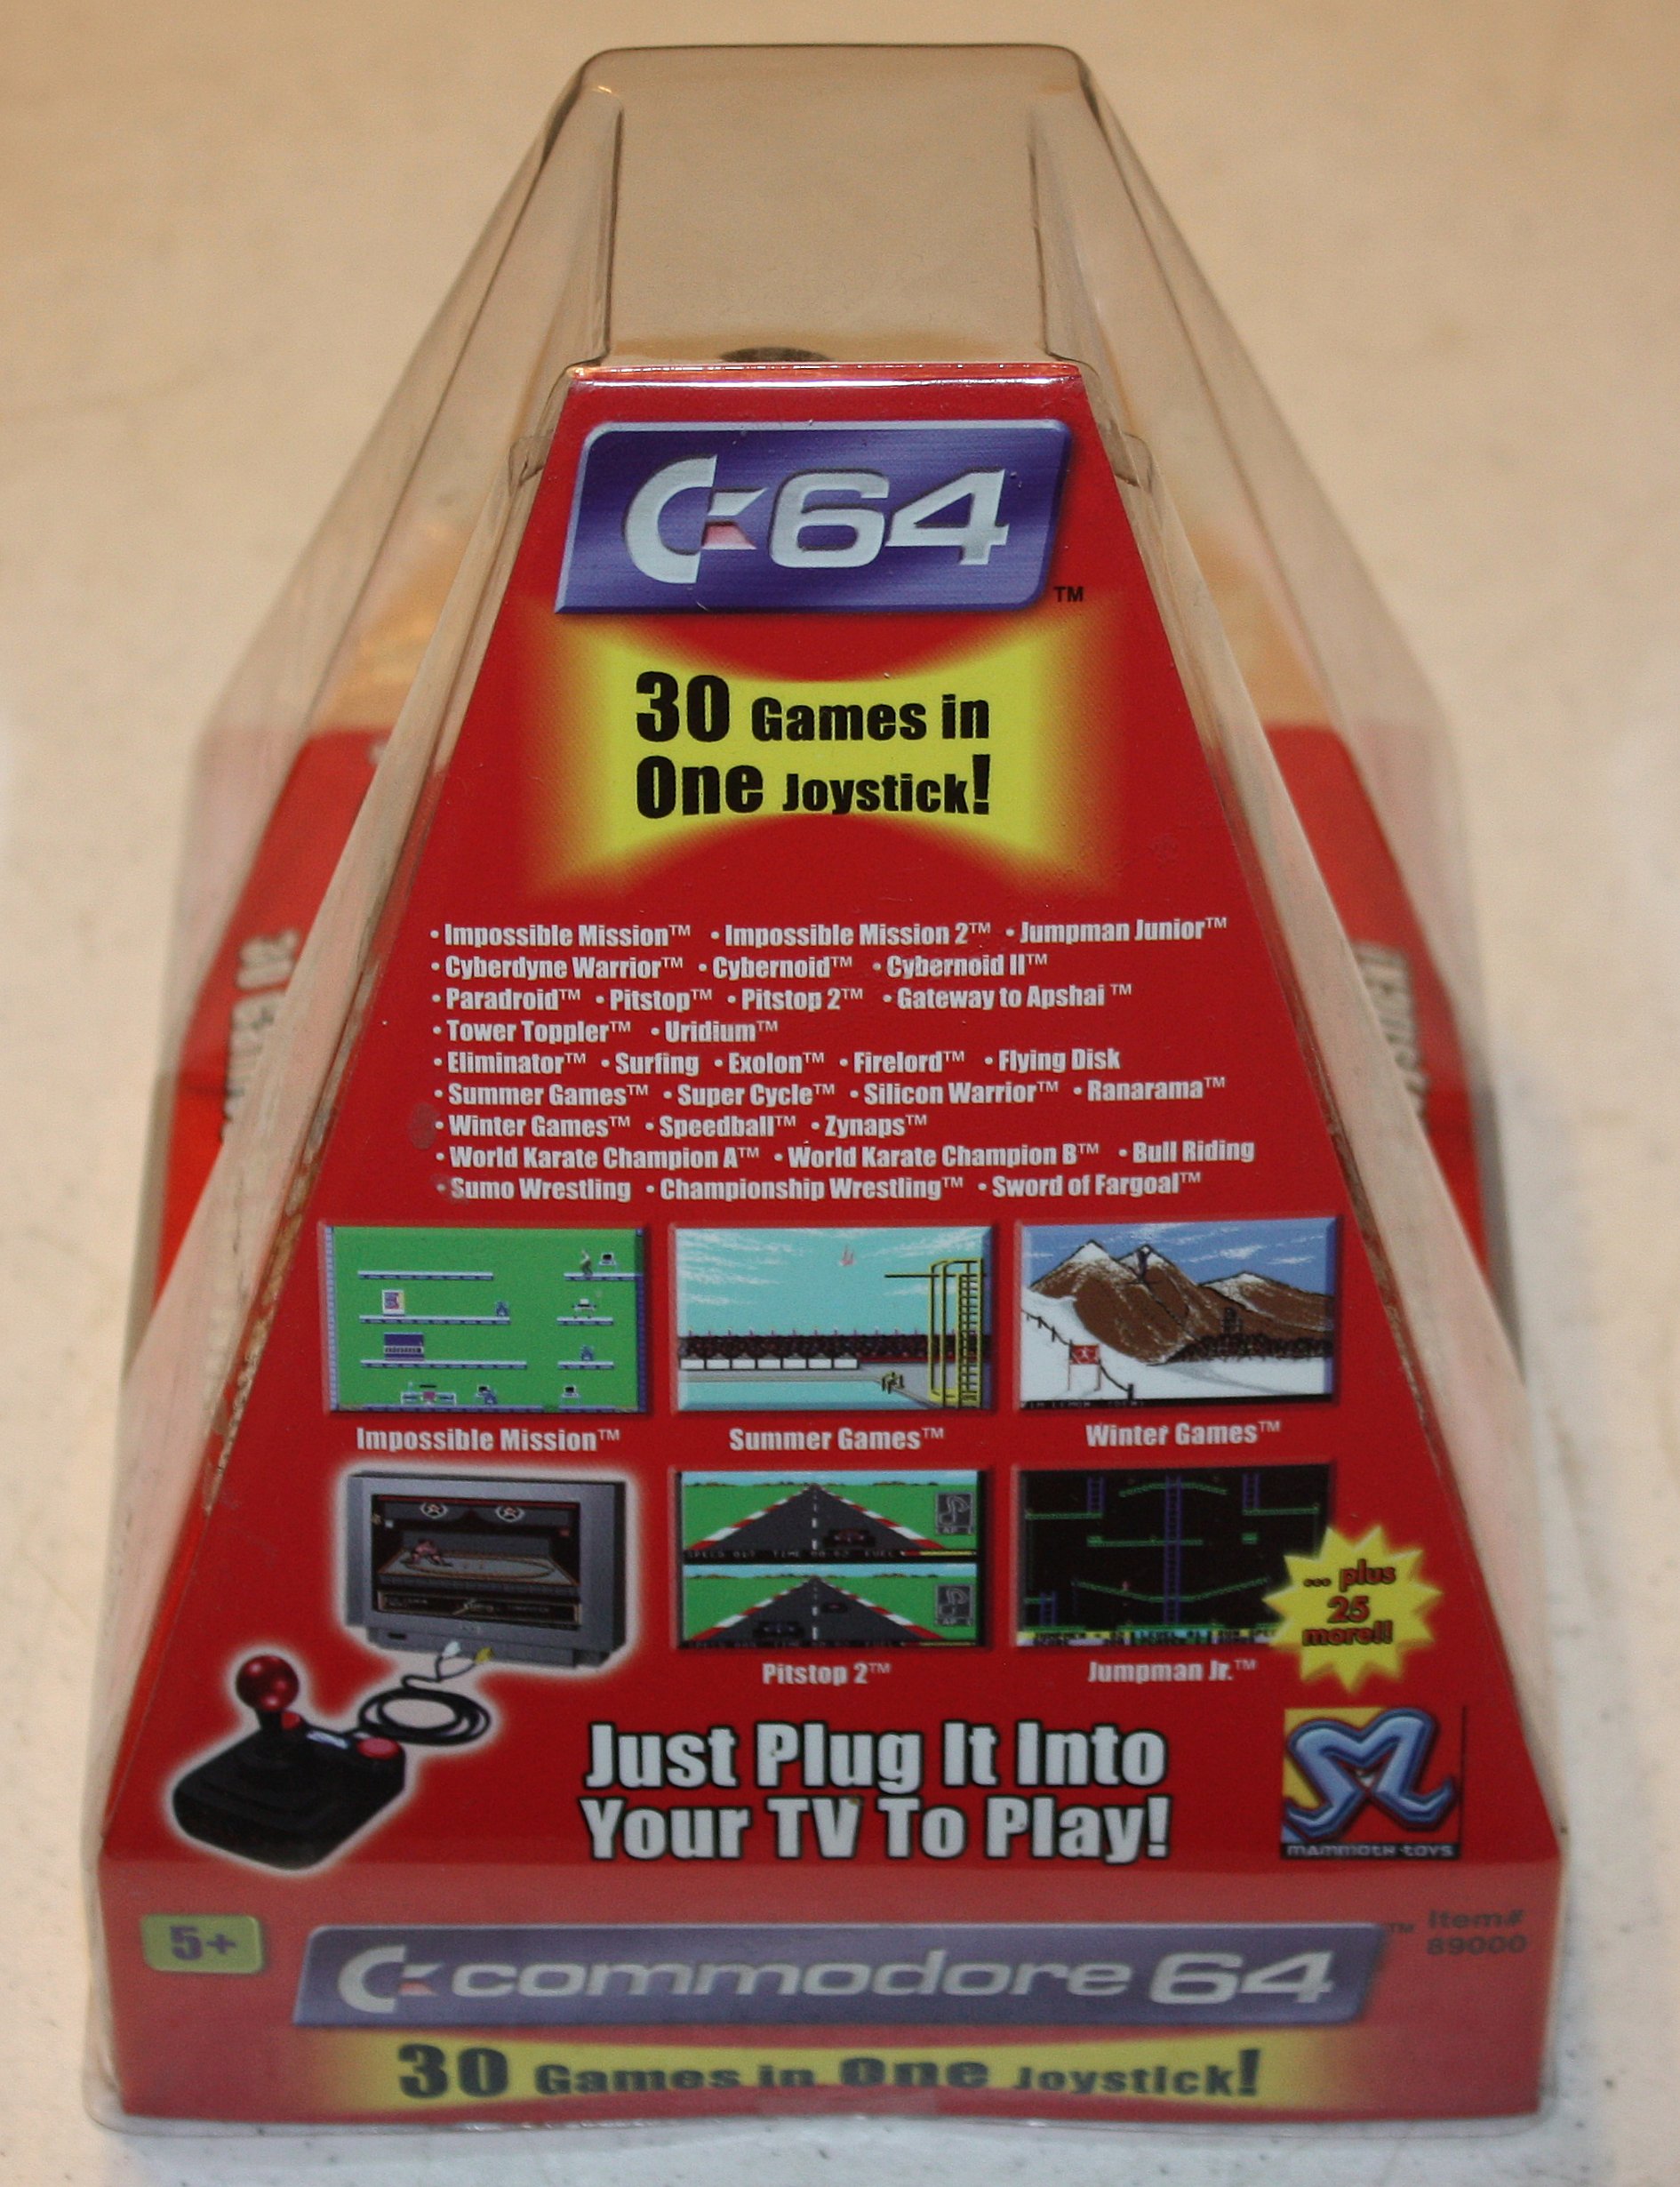 C=64 ™
30 Games in
One Joystick!
• Impossible Mission™ • Impossible Mission 2™ • Jumpman Junior™
• Cyberdyne Warrior™ • Cybernoid™ • Cybernoid II™
• Paradroid™ • Pitstop™ • Pitstop 2™ • Gateway to Apshai ™
• Tower Toppler™ • Uridium™
• Eliminator™ • Surfing • Exolon™ • Firelord™ • Flying Disk
• Summer Games™ • Super Cycle™ • Silicon Warrior™ • Ranarama™
• Winter Games™ • Speedball™ • Zynaps™
• World Karate Champion A™ • World Karate Champion B™ • Bull Riding
• Sumo Wrestling • Championship Wrestling™ • Sword of Fargoal™
Impossible Mission™ Summer Games™ Winter Games™
... plus
25
more!!
Pitstop 2™ Jumpman Jr.™
Just Plug It Into
Your TV To Play!
MAMMOTH TOYS
5+
commodore 64 ™
Item#
89000
30 Games in One Joystick!